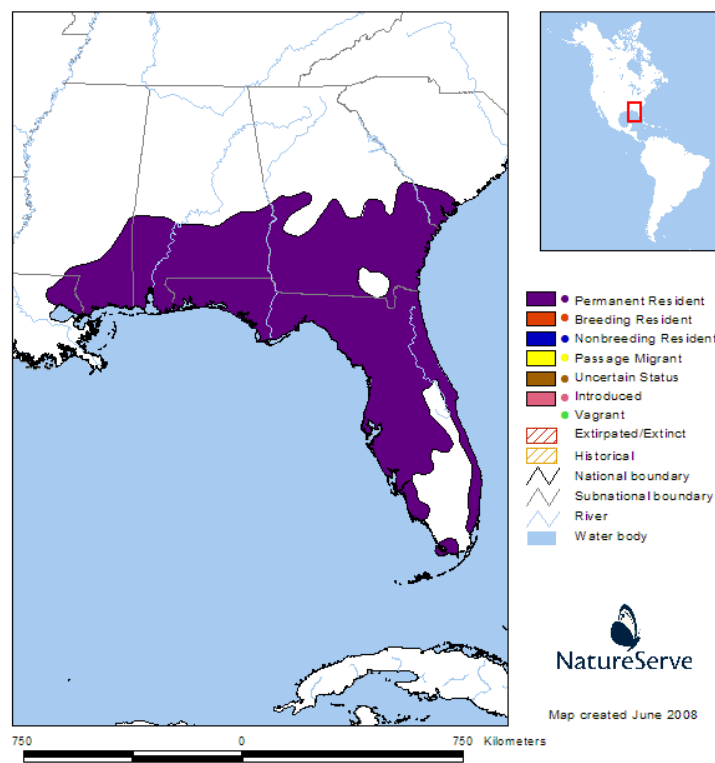 Permanent Resident
Breeding Resident
Nonbreeding Resident
Passage Migrant
Uncertain Status
Introduced
Vagrant
Extirpated/Extinct
Historical
National boundary
Subnational boundary
River
Water body
NatureServe
Map created June 2008
750 0 750 Kilometers